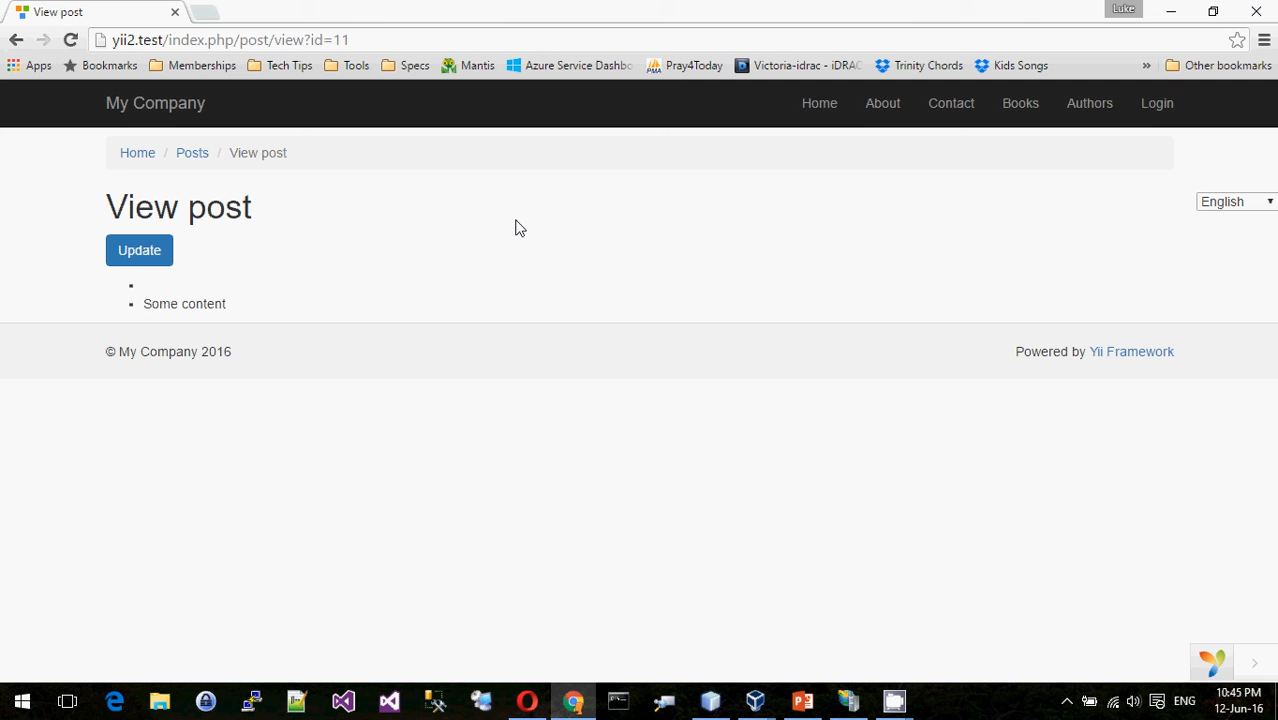 View post
Luke
yii2.test/index.php/post/view?id=11
Apps Bookmarks Memberships Tech Tips Tools Specs Mantis Azure Service Dashbo Pray4Today Victoria-idrac - iDRAC Trinity Chords Kids Songs » Other bookmarks
My Company Home About Contact Books Authors Login
Home / Posts / View post
View post
English
Update
Some content
© My Company 2016 Powered by Yii Framework
ENG 10:45 PM
12-Jun-16